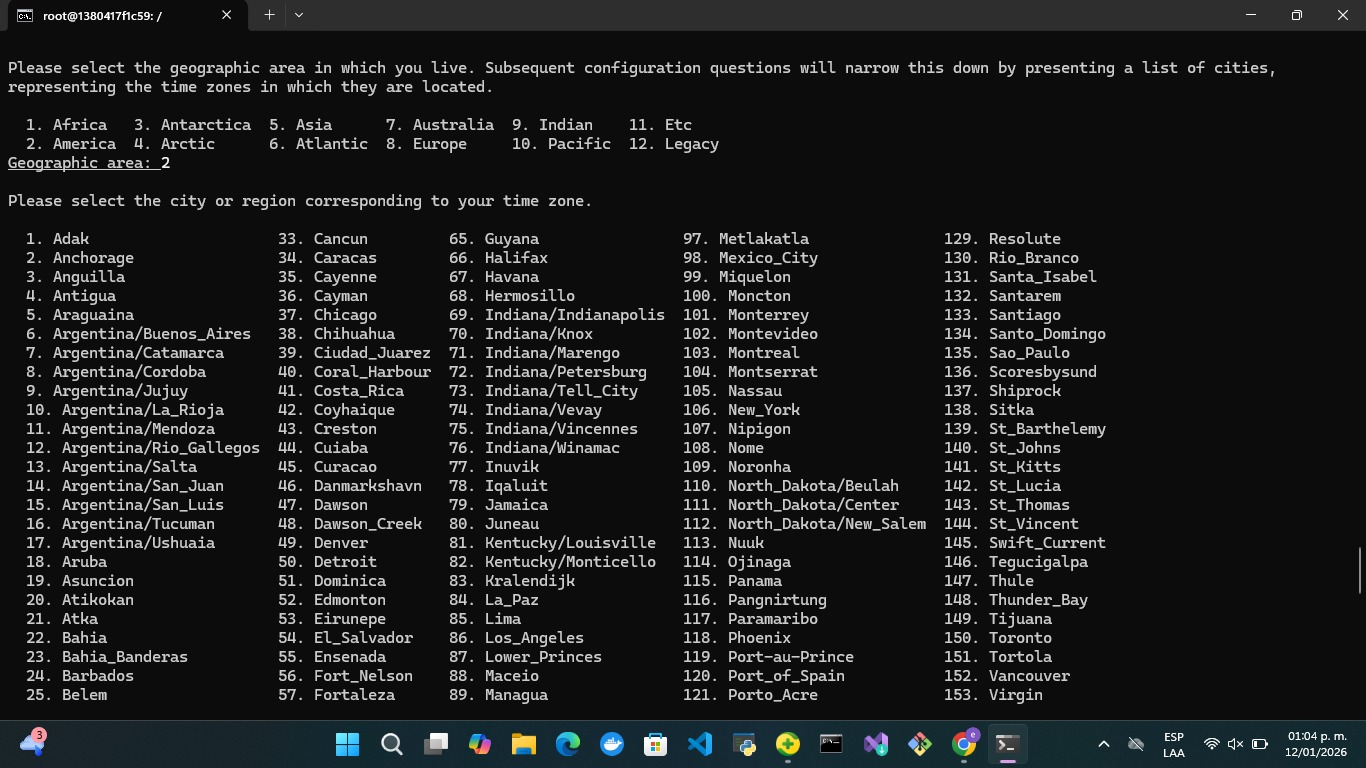 root@1380417f1c59: /
Please select the geographic area in which you live. Subsequent configuration questions will narrow this down by presenting a list of cities,
representing the time zones in which they are located.
1. Africa 3. Antarctica 5. Asia 7. Australia 9. Indian 11. Etc
2. America 4. Arctic 6. Atlantic 8. Europe 10. Pacific 12. Legacy
Geographic area: 2
Please select the city or region corresponding to your time zone.
1. Adak 33. Cancun 65. Guyana 97. Metlakatla 129. Resolute
2. Anchorage 34. Caracas 66. Halifax 98. Mexico_City 130. Rio_Branco
3. Anguilla 35. Cayenne 67. Havana 99. Miquelon 131. Santa_Isabel
4. Antigua 36. Cayman 68. Hermosillo 100. Moncton 132. Santarem
5. Araguaina 37. Chicago 69. Indiana/Indianapolis 101. Monterrey 133. Santiago
6. Argentina/Buenos_Aires 38. Chihuahua 70. Indiana/Knox 102. Montevideo 134. Santo_Domingo
7. Argentina/Catamarca 39. Ciudad_Juarez 71. Indiana/Marengo 103. Montreal 135. Sao_Paulo
8. Argentina/Cordoba 40. Coral_Harbour 72. Indiana/Petersburg 104. Montserrat 136. Scoresbysund
9. Argentina/Jujuy 41. Costa_Rica 73. Indiana/Tell_City 105. Nassau 137. Shiprock
10. Argentina/La_Rioja 42. Coyhaique 74. Indiana/Vevay 106. New_York 138. Sitka
11. Argentina/Mendoza 43. Creston 75. Indiana/Vincennes 107. Nipigon 139. St_Barthelemy
12. Argentina/Rio_Gallegos 44. Cuiaba 76. Indiana/Winamac 108. Nome 140. St_Johns
13. Argentina/Salta 45. Curacao 77. Inuvik 109. Noronha 141. St_Kitts
14. Argentina/San_Juan 46. Danmarkshavn 78. Iqaluit 110. North_Dakota/Beulah 142. St_Lucia
15. Argentina/San_Luis 47. Dawson 79. Jamaica 111. North_Dakota/Center 143. St_Thomas
16. Argentina/Tucuman 48. Dawson_Creek 80. Juneau 112. North_Dakota/New_Salem 144. St_Vincent
17. Argentina/Ushuaia 49. Denver 81. Kentucky/Louisville 113. Nuuk 145. Swift_Current
18. Aruba 50. Detroit 82. Kentucky/Monticello 114. Ojinaga 146. Tegucigalpa
19. Asuncion 51. Dominica 83. Kralendijk 115. Panama 147. Thule
20. Atikokan 52. Edmonton 84. La_Paz 116. Pangnirtung 148. Thunder_Bay
21. Atka 53. Eirunepe 85. Lima 117. Paramaribo 149. Tijuana
22. Bahia 54. El_Salvador 86. Los_Angeles 118. Phoenix 150. Toronto
23. Bahia_Banderas 55. Ensenada 87. Lower_Princes 119. Port-au-Prince 151. Tortola
24. Barbados 56. Fort_Nelson 88. Maceio 120. Port_of_Spain 152. Vancouver
25. Belem 57. Fortaleza 89. Managua 121. Porto_Acre 153. Virgin
3
e
ESP
LAA
01:04 p. m.
12/01/2026